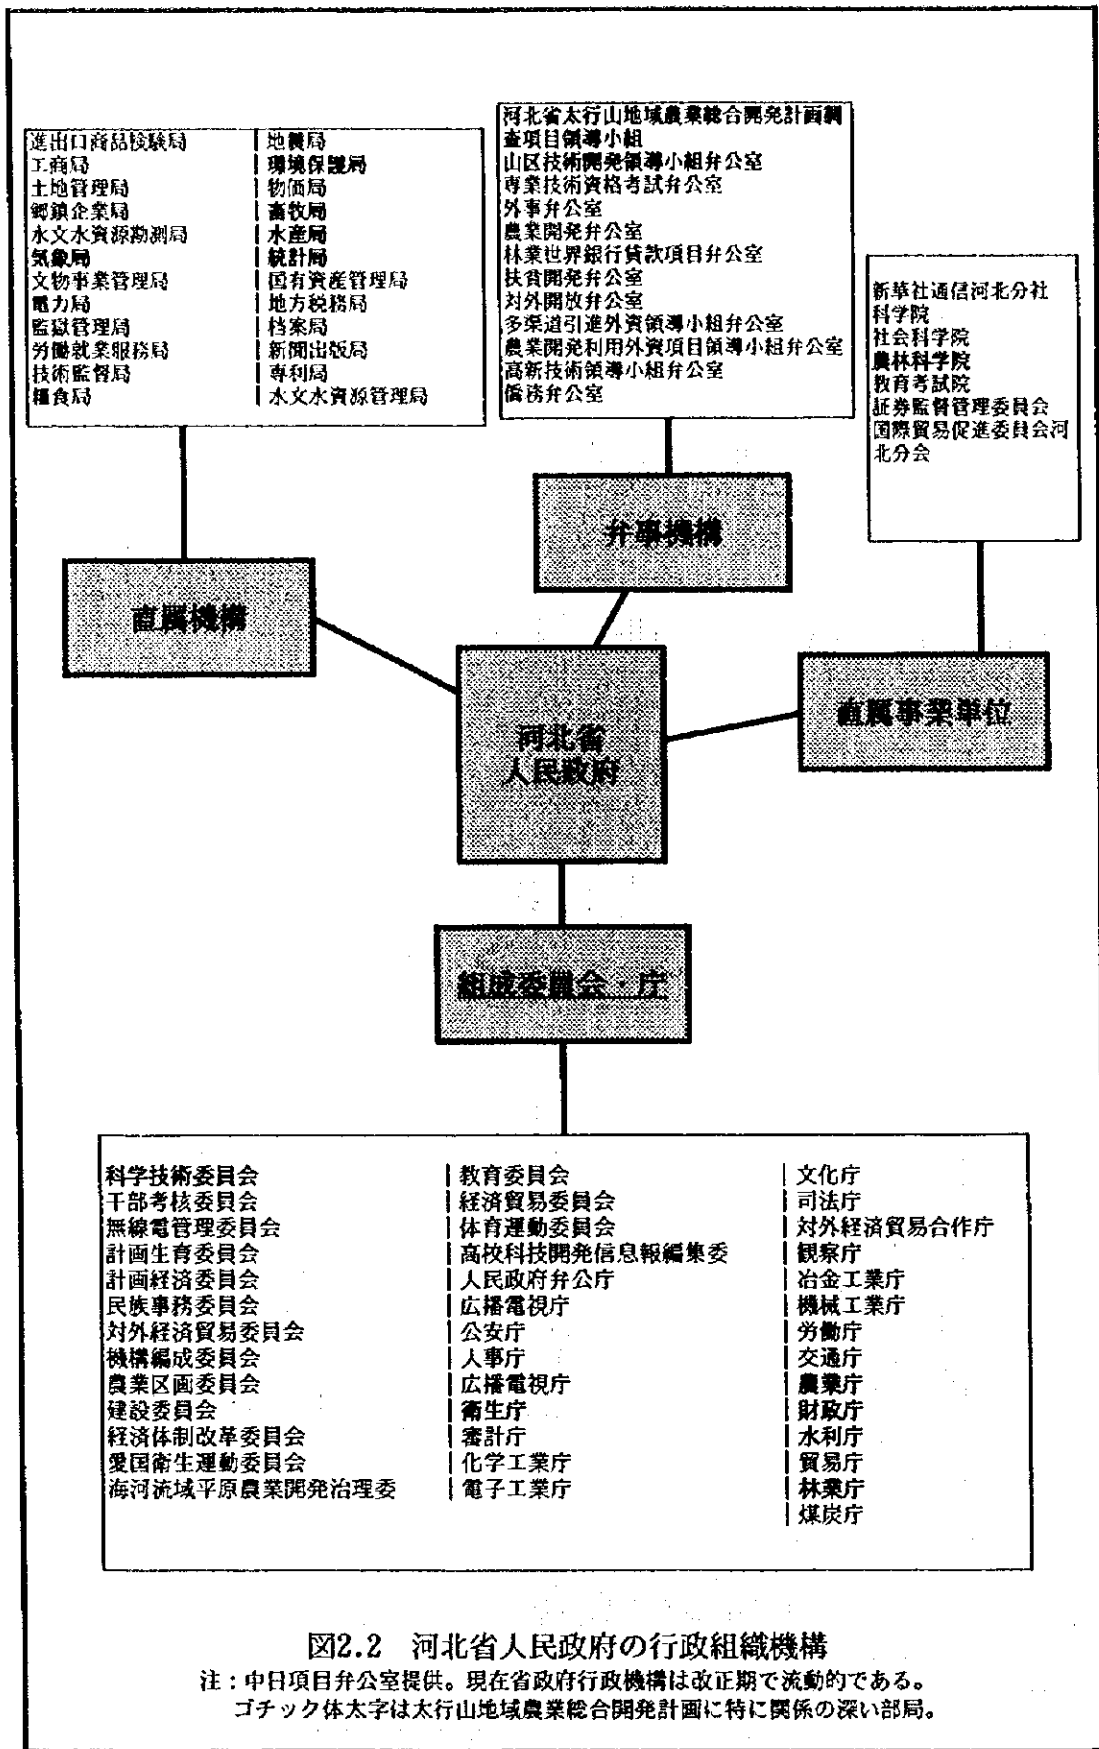 進出口商品検験局
工商局
土地管理局
郷鎮企業局
水文水資源勘測局
気象局
文物事業管理局
電力局
監獄管理局
労働就業服務局
技術監督局
糧食局
地震局
環境保護局
物価局
畜牧局
水産局
統計局
国有資産管理局
地方税務局
档案局
新聞出版局
専利局
水文水資源管理局
河北省太行山地域農業総合開発計画調
査項目領導小組
山区技術開発領導小組弁公室
専業技術資格考試弁公室
外事弁公室
農業開発弁公室
林業世界銀行貸款項目弁公室
扶貧開発弁公室
対外開放弁公室
多渠道引進外資領導小組弁公室
農業開発利用外資項目領導小組弁公室
高新技術領導小組弁公室
僑務弁公室
新華社通信河北分社
科学院
社会科学院
農林科学院
教育考試院
証券監督管理委員会
国際貿易促進委員会河
北分会
弁事機構
直属機構
直属事業単位
河北省
人民政府
組成委員会・庁
科学技術委員会
干部考核委員会
無線電管理委員会
計画生育委員会
計画経済委員会
民族事務委員会
対外経済貿易委員会
機構編成委員会
農業区画委員会
建設委員会
経済体制改革委員会
愛国衛生運動委員会
海河流域平原農業開発治理委
教育委員会
経済貿易委員会
体育運動委員会
高校科技開発信息報編集委
人民政府弁公庁
広播電視庁
公安庁
人事庁
広播電視庁
衛生庁
審計庁
化学工業庁
電子工業庁
文化庁
司法庁
対外経済貿易合作庁
観察庁
冶金工業庁
機械工業庁
労働庁
交通庁
農業庁
財政庁
水利庁
貿易庁
林業庁
煤炭庁
図2.2 河北省人民政府の行政組織機構
注：中日項目弁公室提供。現在省政府行政機構は改正期で流動的である。
ゴチック体太字は太行山地域農業総合開発計画に特に関係の深い部局。